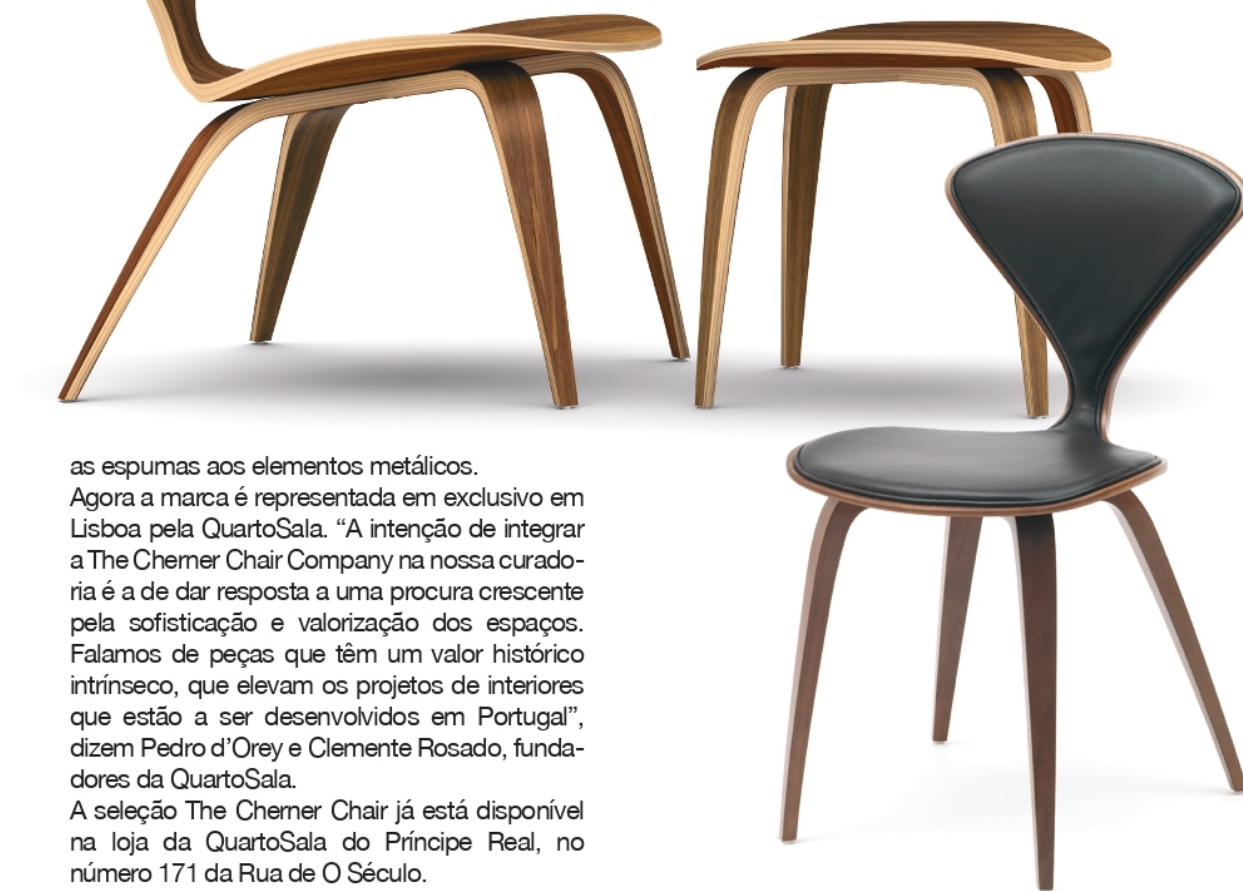 as espumas aos elementos metálicos.
Agora a marca é representada em exclusivo em
Lisboa pela QuartoSala. “A intenção de integrar
a The Cherner Chair Company na nossa curado-
ria é a de dar resposta a uma procura crescente
pela sofisticação e valorização dos espaços.
Falamos de peças que têm um valor histórico
intrínseco, que elevam os projetos de interiores
que estão a ser desenvolvidos em Portugal”,
dizem Pedro d’Orey e Clemente Rosado, funda-
dores da QuartoSala.
A seleção The Cherner Chair já está disponível
na loja da QuartoSala do Príncipe Real, no
número 171 da Rua de O Século.